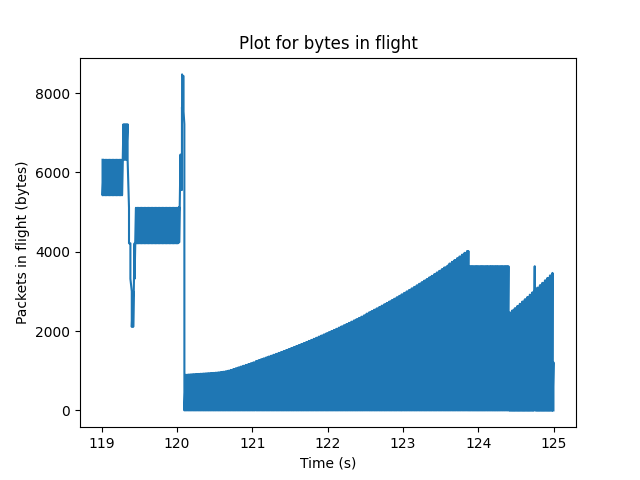 Plot for bytes in flight
Packets in flight (bytes)
8000
6000
4000
2000
0
119 120 121 122 123 124 125
Time (s)